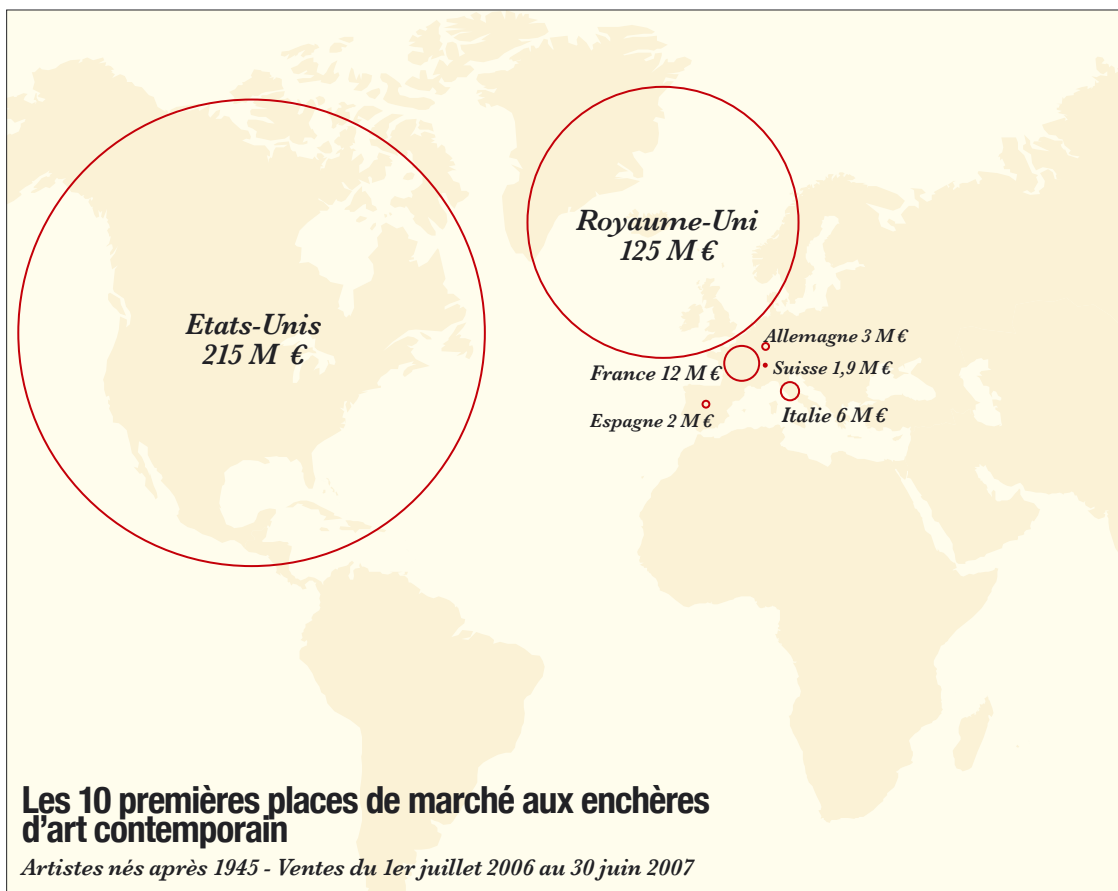 Etats-Unis
215 M €
Royaume-Uni
125 M €
Allemagne 3 M €
France 12 M €
Suisse 1,9 M €
Espagne 2 M €
Italie 6 M €
Les 10 premières places de marché aux enchères
d'art contemporain
Artistes nés après 1945 - Ventes du 1er juillet 2006 au 30 juin 2007